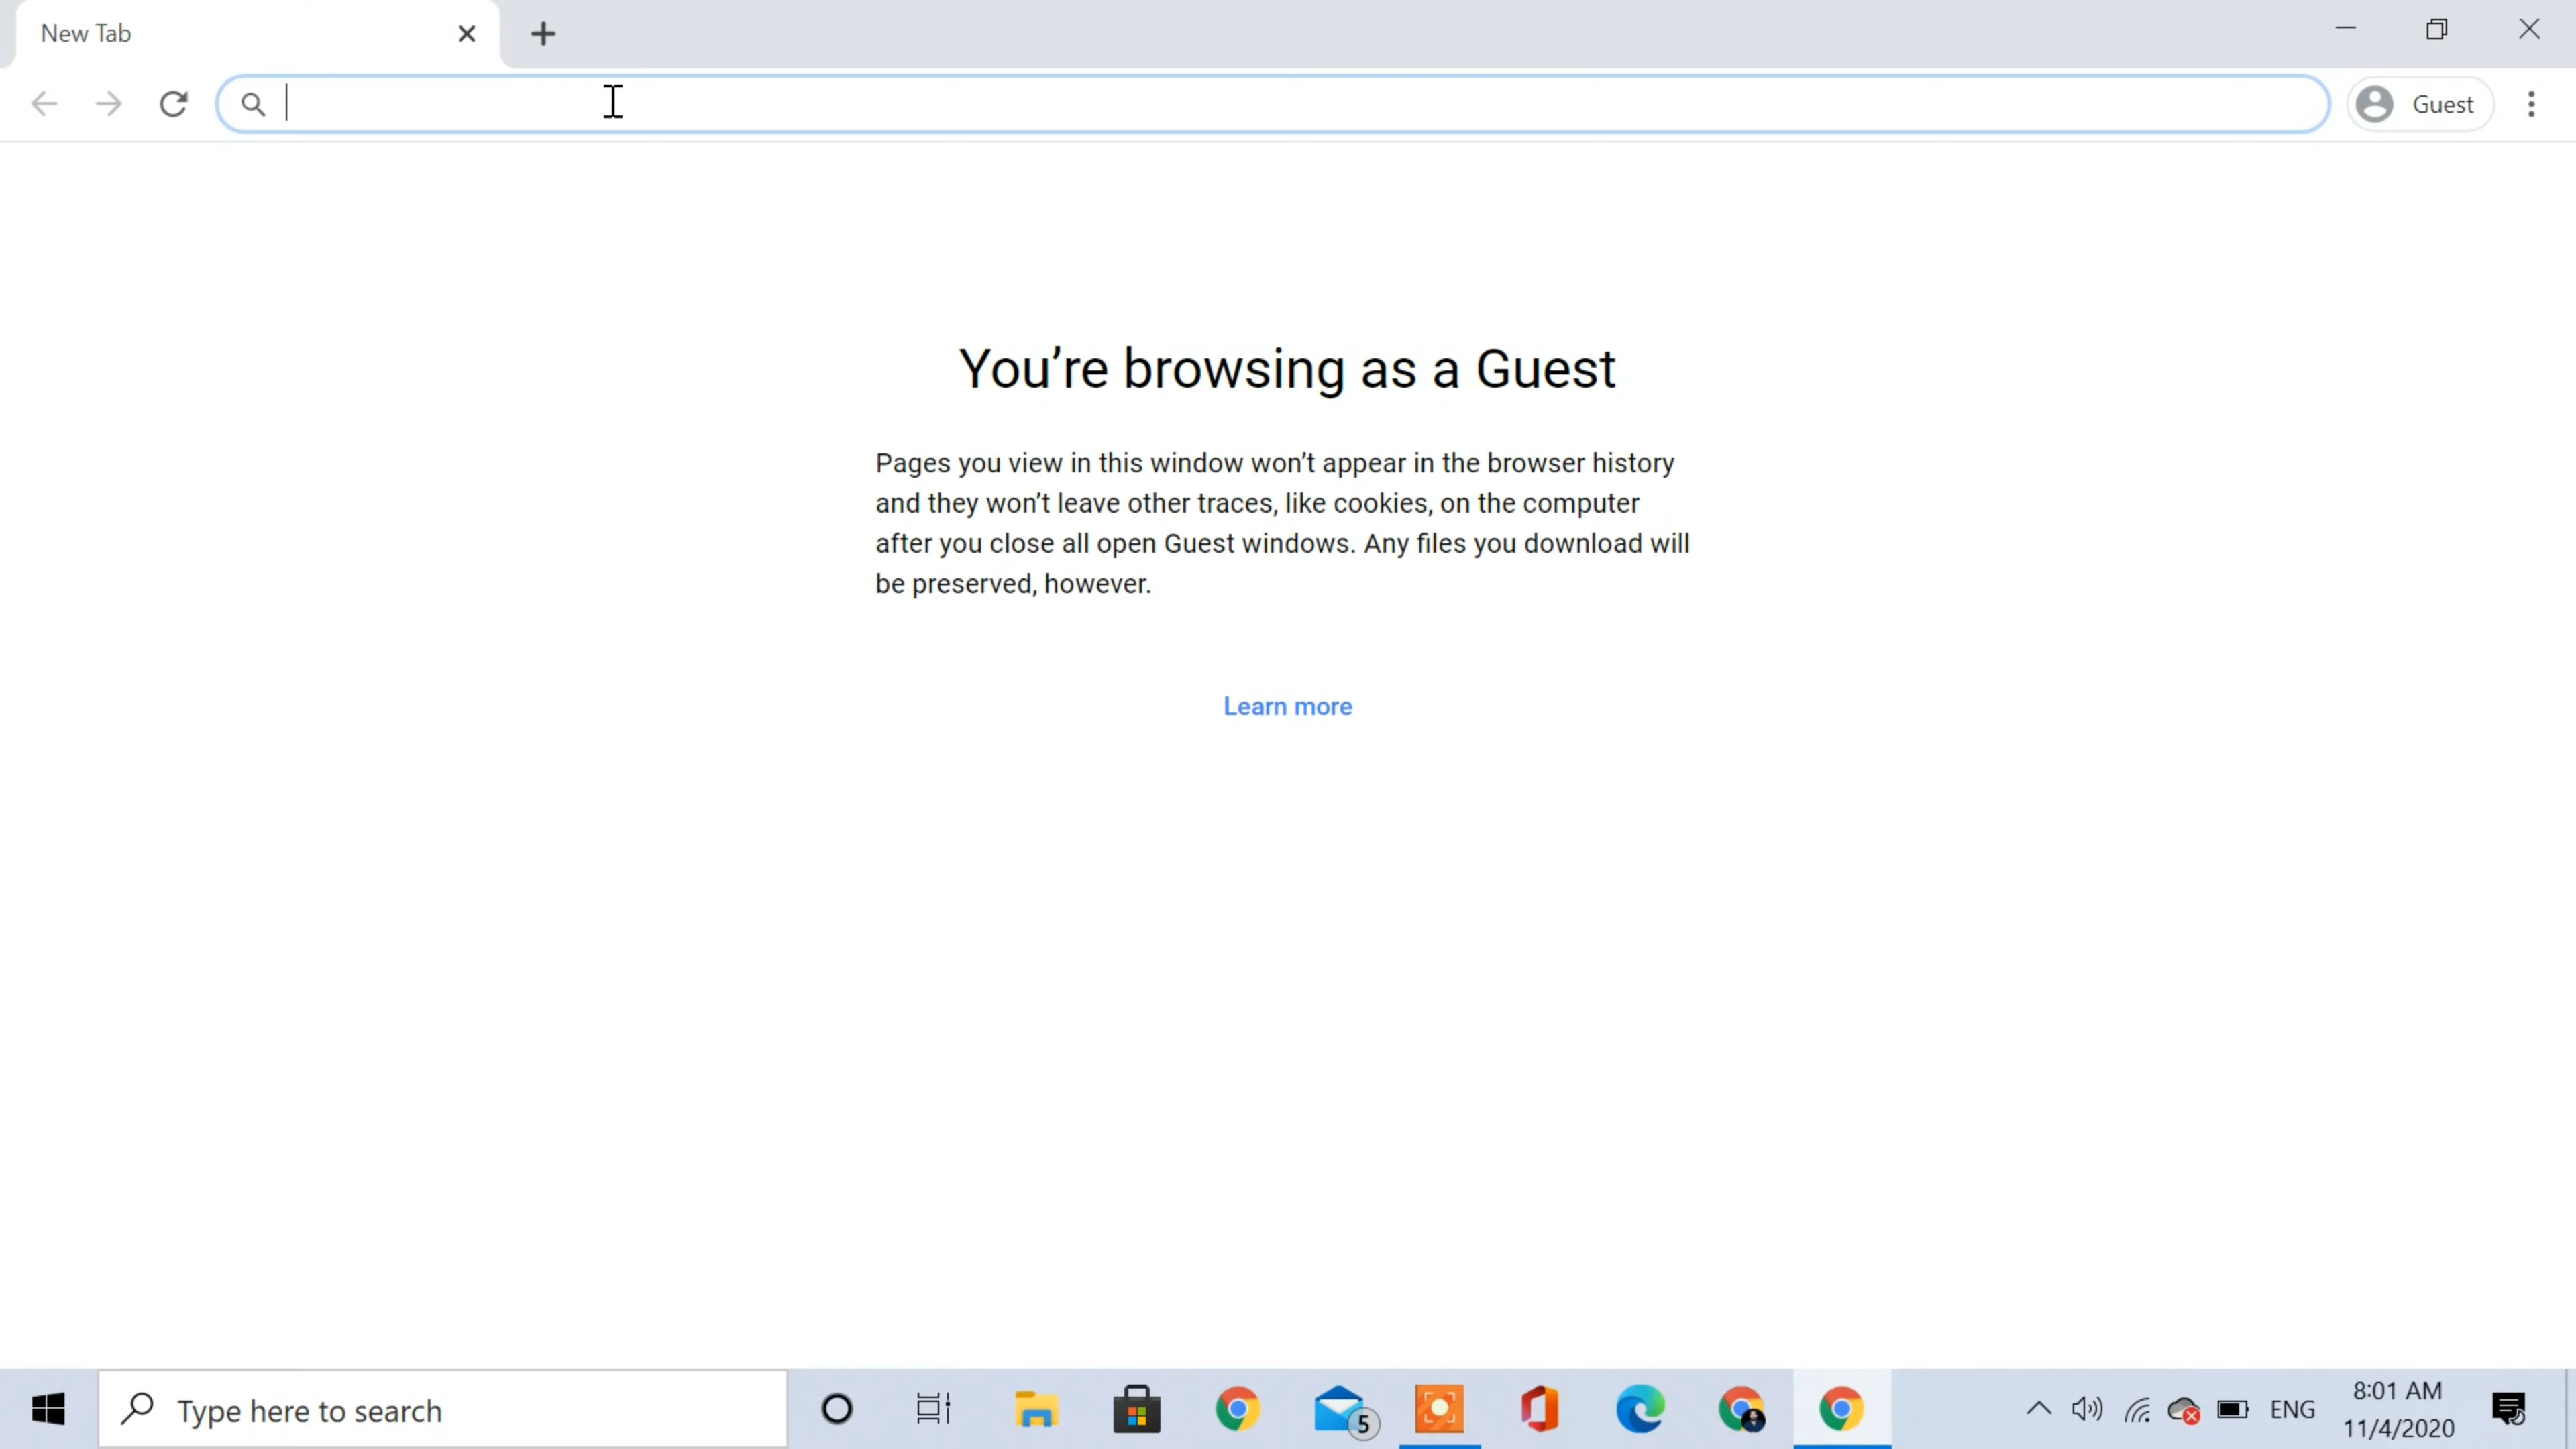 New Tab
Guest
You’re browsing as a Guest
Pages you view in this window won’t appear in the browser history
and they won’t leave other traces, like cookies, on the computer
after you close all open Guest windows. Any files you download will
be preserved, however.
Learn more
Type here to search
5
ENG
8:01 AM
11/4/2020